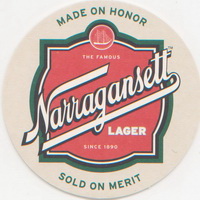 MADE ON HONOR
THE FAMOUS
Narragansett
LAGER
SINCE 1890
SOLD ON MERIT